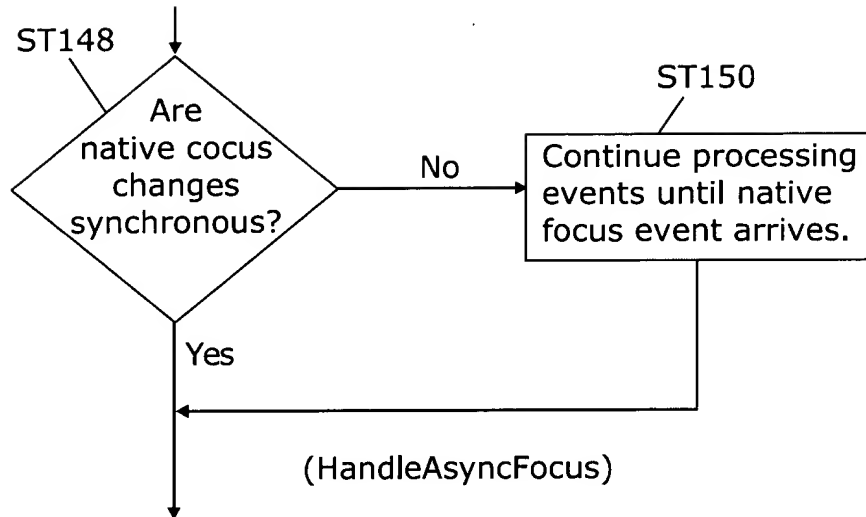 ST148
Are
native cocus
changes
synchronous?
No
ST150
Continue processing
events until native
focus event arrives.
Yes
(HandleAsyncFocus)